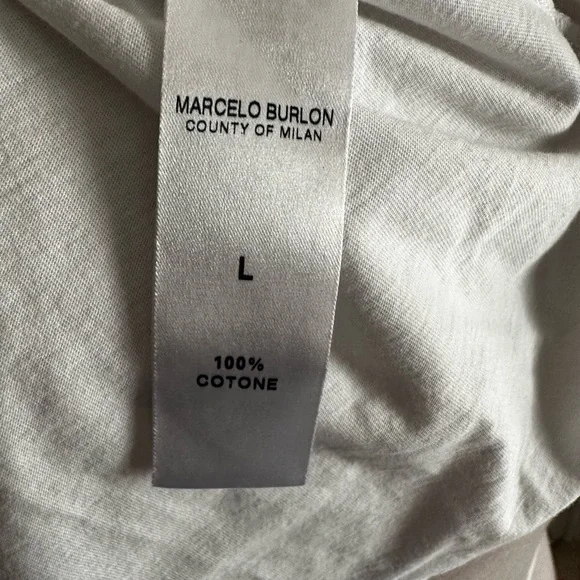 MARCELO BURLON
COUNTY OF MILAN
L
100%
COTONE